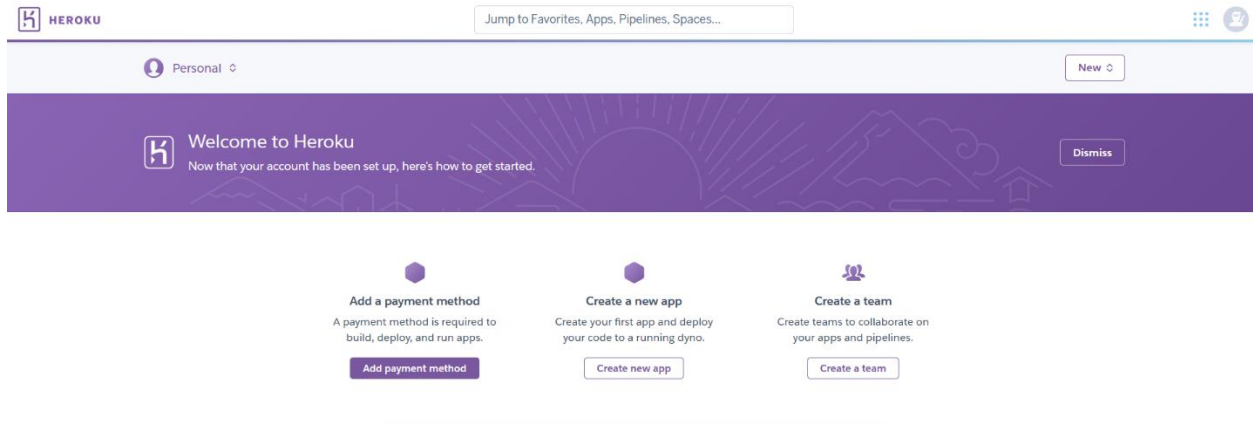 HEROKU
Jump to Favorites, Apps, Pipelines, Spaces...
Personal
New
Welcome to Heroku
Now that your account has been set up, here's how to get started.
Dismiss
Add a payment method
A payment method is required to
build, deploy, and run apps.
Add payment method
Create a new app
Create your first app and deploy
your code to a running dyno.
Create new app
Create a team
Create teams to collaborate on
your apps and pipelines.
Create a team